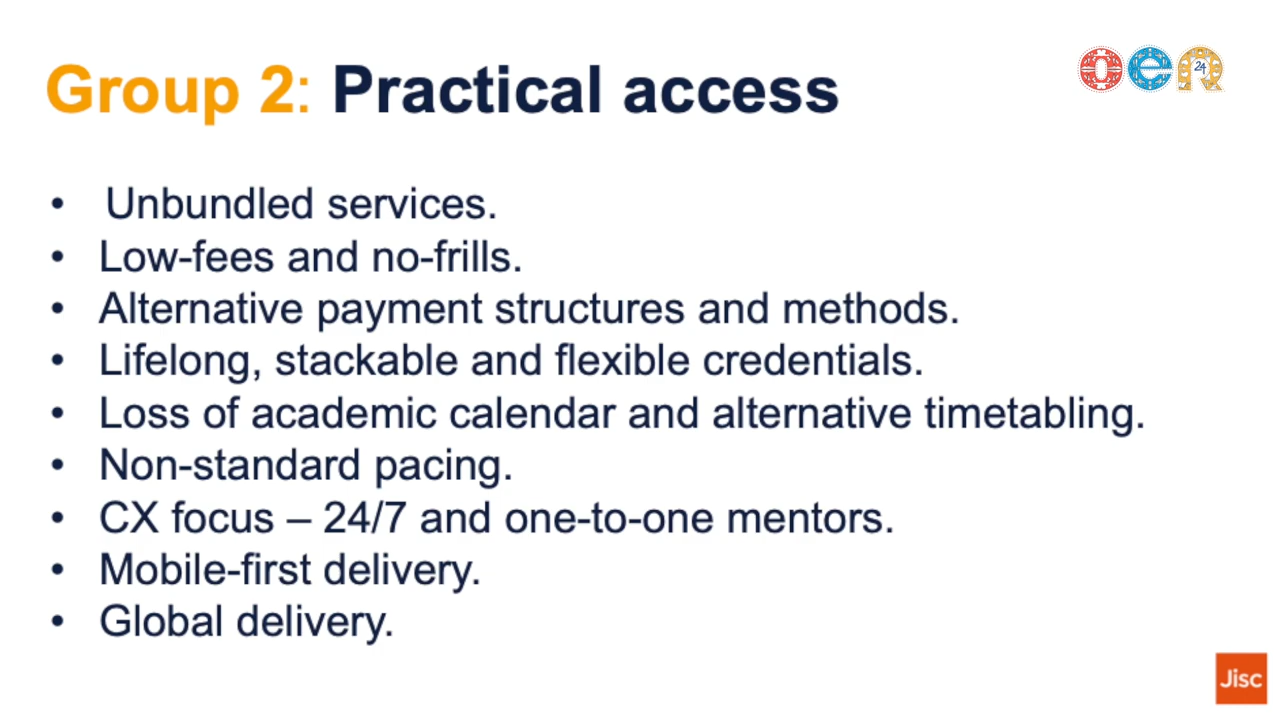 Group 2: Practical access
oeR
24
• Unbundled services.
• Low-fees and no-frills.
• Alternative payment structures and methods.
• Lifelong, stackable and flexible credentials.
• Loss of academic calendar and alternative timetabling.
• Non-standard pacing.
• CX focus – 24/7 and one-to-one mentors.
• Mobile-first delivery.
• Global delivery.
Jisc